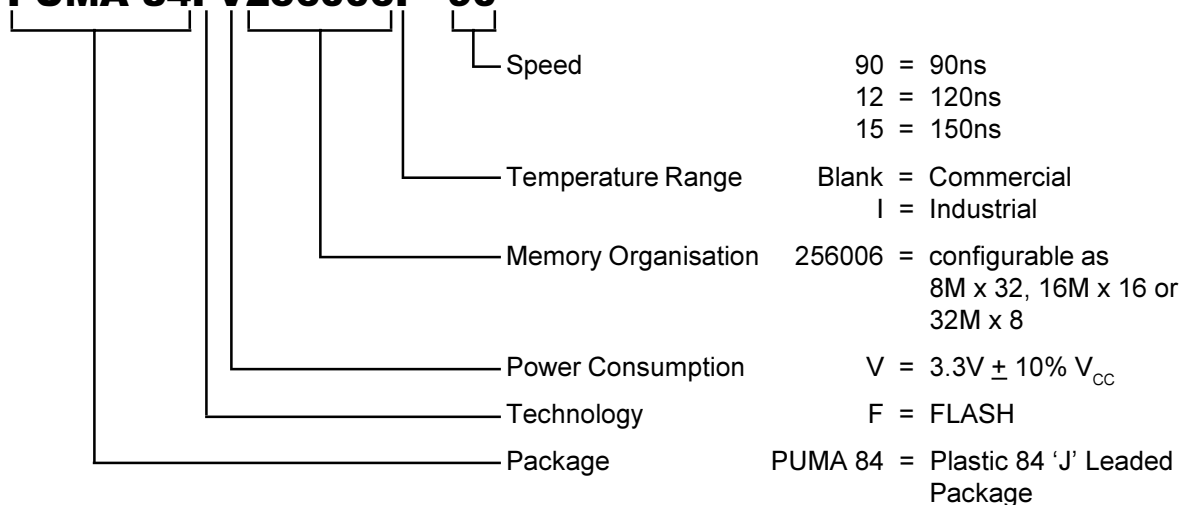 Speed 90 = 90ns
12 = 120ns
15 = 150ns
Temperature Range Blank = Commercial
I = Industrial
Memory Organisation 256006 = configurable as
8M x 32, 16M x 16 or
32M x 8
Power Consumption V = 3.3V ± 10% VCC
Technology F = FLASH
Package PUMA 84 = Plastic 84 ‘J’ Leaded
Package